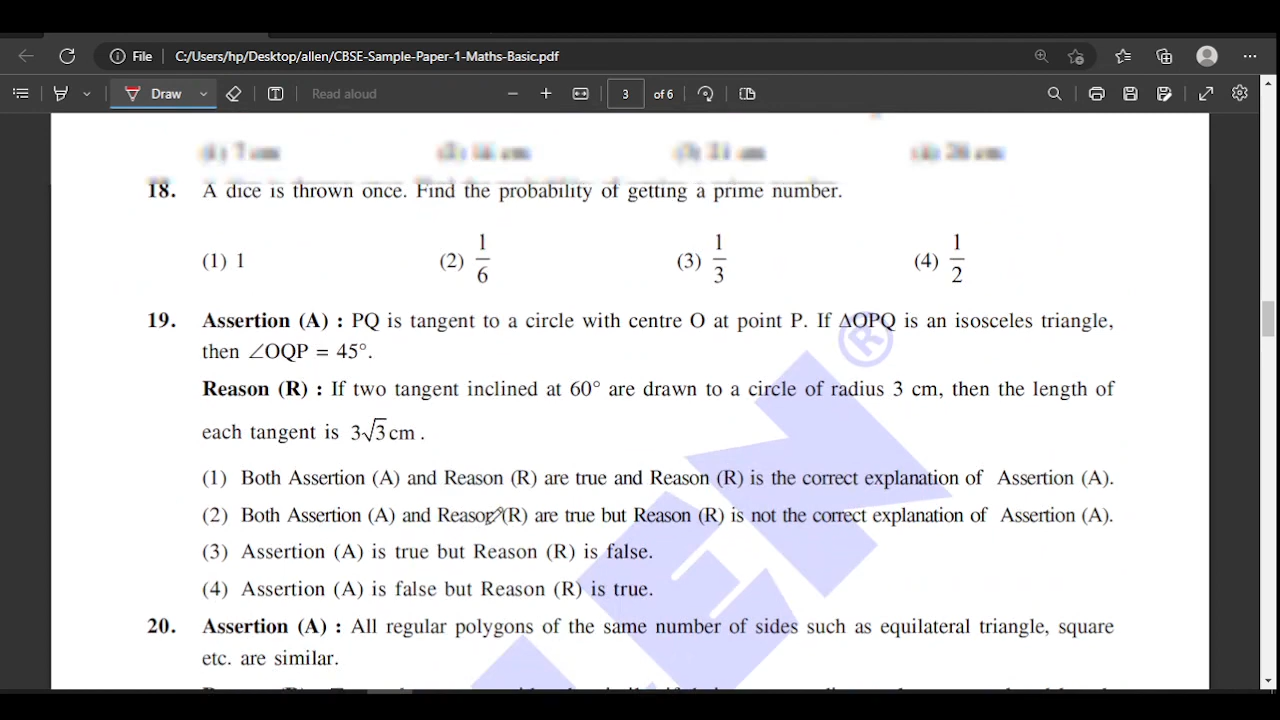 File C:/Users/hp/Desktop/allen/CBSE-Sample-Paper-1-Maths-Basic.pdf
Draw Read aloud 3 of 6
18. A dice is thrown once. Find the probability of getting a prime number.
(1) 1 (2) 1/6 (3) 1/3 (4) 1/2
19. Assertion (A) : PQ is tangent to a circle with centre O at point P. If ΔOPQ is an isosceles triangle,
then ∠OQP = 45°.
Reason (R) : If two tangent inclined at 60° are drawn to a circle of radius 3 cm, then the length of
each tangent is 3√3 cm .
(1) Both Assertion (A) and Reason (R) are true and Reason (R) is the correct explanation of Assertion (A).
(2) Both Assertion (A) and Reason (R) are true but Reason (R) is not the correct explanation of Assertion (A).
(3) Assertion (A) is true but Reason (R) is false.
(4) Assertion (A) is false but Reason (R) is true.
20. Assertion (A) : All regular polygons of the same number of sides such as equilateral triangle, square
etc. are similar.